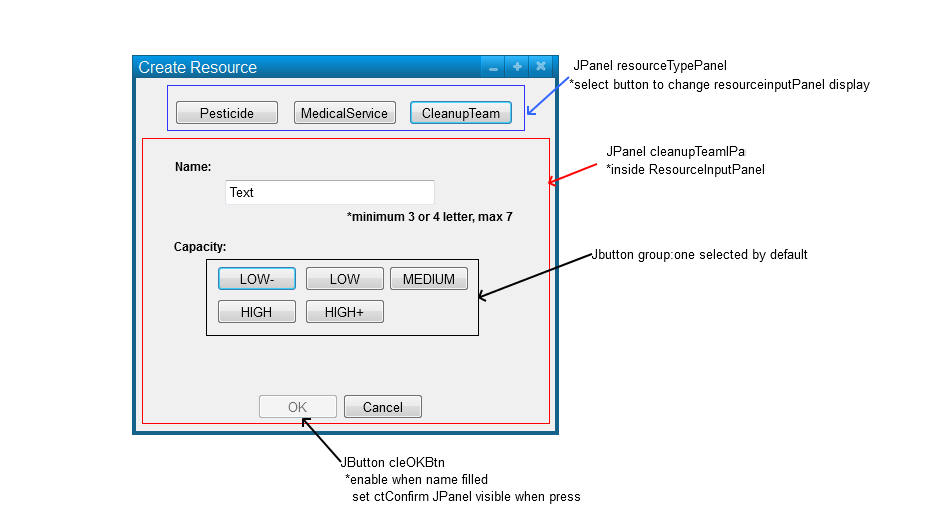 JPanel resourceTypePanel
Create Resource
*select button to change resourceinputPanel display
Pesticide MedicalService CleanupTeam
JPanel cleanupTeamIPa
Name:
*inside ResourceInputPanel
Text
*minimum 3 or 4 letter, max 7
Capacity:
Jbutton group:one selected by default
LOW- LOW MEDIUM
HIGH HIGH+
OK Cancel
JButton cleOKBtn
*enable when name filled
set ctConfirm JPanel visible when press